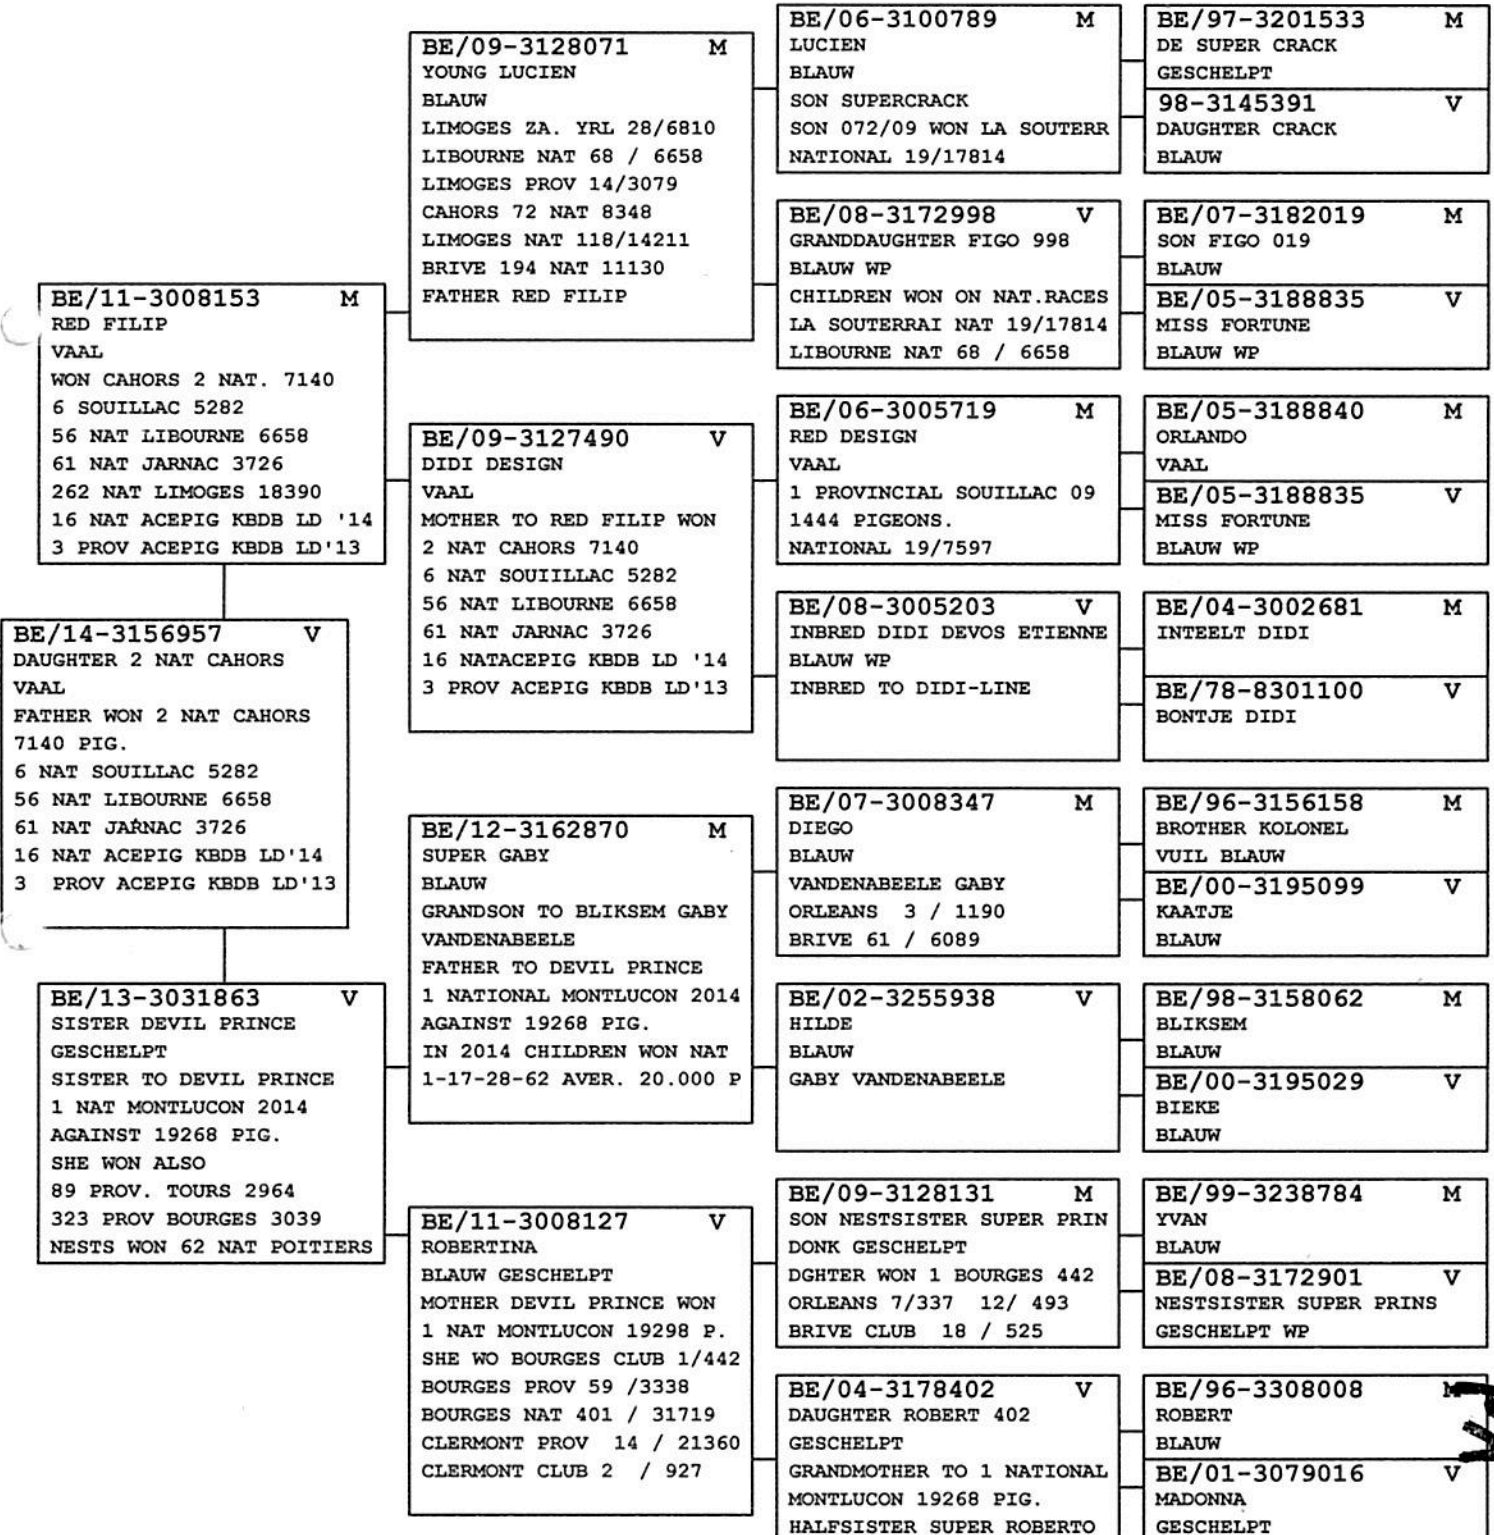 BE/14-3156957 V
DAUGHTER 2 NAT CAHORS
VAAL
FATHER WON 2 NAT CAHORS
7140 PIG.
6 NAT SOUILLAC 5282
56 NAT LIBOURNE 6658
61 NAT JARNAC 3726
16 NAT ACEPIG KBDB LD'14
3 PROV ACEPIG KBDB LD'13
BE/11-3008153 M
RED FILIP
VAAL
WON CAHORS 2 NAT. 7140
6 SOUILLAC 5282
56 NAT LIBOURNE 6658
61 NAT JARNAC 3726
262 NAT LIMOGES 18390
16 NAT ACEPIG KBDB LD '14
3 PROV ACEPIG KBDB LD'13
BE/13-3031863 V
SISTER DEVIL PRINCE
GESCHELPT
SISTER TO DEVIL PRINCE
1 NAT MONTLUCON 2014
AGAINST 19268 PIG.
SHE WON ALSO
89 PROV. TOURS 2964
323 PROV BOURGES 3039
NESTS WON 62 NAT POITIERS
BE/09-3128071 M
YOUNG LUCIEN
BLAUW
LIMOGES ZA. YRL 28/6810
LIBOURNE NAT 68 / 6658
LIMOGES PROV 14/3079
CAHORS 72 NAT 8348
LIMOGES NAT 118/14211
BRIVE 194 NAT 11130
FATHER RED FILIP
BE/09-3127490 V
DIDI DESIGN
VAAL
MOTHER TO RED FILIP WON
2 NAT CAHORS 7140
6 NAT SOUIILLAC 5282
56 NAT LIBOURNE 6658
61 NAT JARNAC 3726
16 NATACEPIG KBDB LD '14
3 PROV ACEPIG KBDB LD'13
BE/12-3162870 M
SUPER GABY
BLAUW
GRANDSON TO BLIKSEM GABY
VANDENABEELE
FATHER TO DEVIL PRINCE
1 NATIONAL MONTLUCON 2014
AGAINST 19268 PIG.
IN 2014 CHILDREN WON NAT
1-17-28-62 AVER. 20.000 P
BE/11-3008127 V
ROBERTINA
BLAUW GESCHELPT
MOTHER DEVIL PRINCE WON
1 NAT MONTLUCON 19298 P.
SHE WO BOURGES CLUB 1/442
BOURGES PROV 59 /3338
BOURGES NAT 401 / 31719
CLERMONT PROV 14 / 21360
CLERMONT CLUB 2 / 927
BE/06-3100789 M
LUCIEN
BLAUW
SON SUPERCRACK
SON 072/09 WON LA SOUTERR
NATIONAL 19/17814
BE/08-3172998 V
GRANDDAUGHTER FIGO 998
BLAUW WP
CHILDREN WON ON NAT.RACES
LA SOUTERRAI NAT 19/17814
LIBOURNE NAT 68 / 6658
BE/06-3005719 M
RED DESIGN
VAAL
1 PROVINCIAL SOUILLAC 09
1444 PIGEONS.
NATIONAL 19/7597
BE/08-3005203 V
INBRED DIDI DEVOS ETIENNE
BLAUW WP
INBRED TO DIDI-LINE
BE/07-3008347 M
DIEGO
BLAUW
VANDENABEELE GABY
ORLEANS 3 / 1190
BRIVE 61 / 6089
BE/02-3255938 V
HILDE
BLAUW
GABY VANDENABEELE
BE/09-3128131 M
SON NESTSISTER SUPER PRIN
DONK GESCHELPT
DGHTER WON 1 BOURGES 442
ORLEANS 7/337 12/ 493
BRIVE CLUB 18 / 525
BE/04-3178402 V
DAUGHTER ROBERT 402
GESCHELPT
GRANDMOTHER TO 1 NATIONAL
MONTLUCON 19268 PIG.
HALFSISTER SUPER ROBERTO
BE/97-3201533 M
DE SUPER CRACK
GESCHELPT
98-3145391 V
DAUGHTER CRACK
BLAUW
BE/07-3182019 M
SON FIGO 019
BLAUW
BE/05-3188835 V
MISS FORTUNE
BLAUW WP
BE/05-3188840 M
ORLANDO
VAAL
BE/05-3188835 V
MISS FORTUNE
BLAUW WP
BE/04-3002681 M
INTEELT DIDI
BE/78-8301100 V
BONTJE DIDI
BE/96-3156158 M
BROTHER KOLONEL
VUIL BLAUW
BE/00-3195099 V
KAATJE
BLAUW
BE/98-3158062 M
BLIKSEM
BLAUW
BE/00-3195029 V
BIEKE
BLAUW
BE/99-3238784 M
YVAN
BLAUW
BE/08-3172901 V
NESTSISTER SUPER PRINS
GESCHELPT WP
BE/96-3308008
ROBERT
BLAUW
BE/01-3079016 V
MADONNA
GESCHELPT